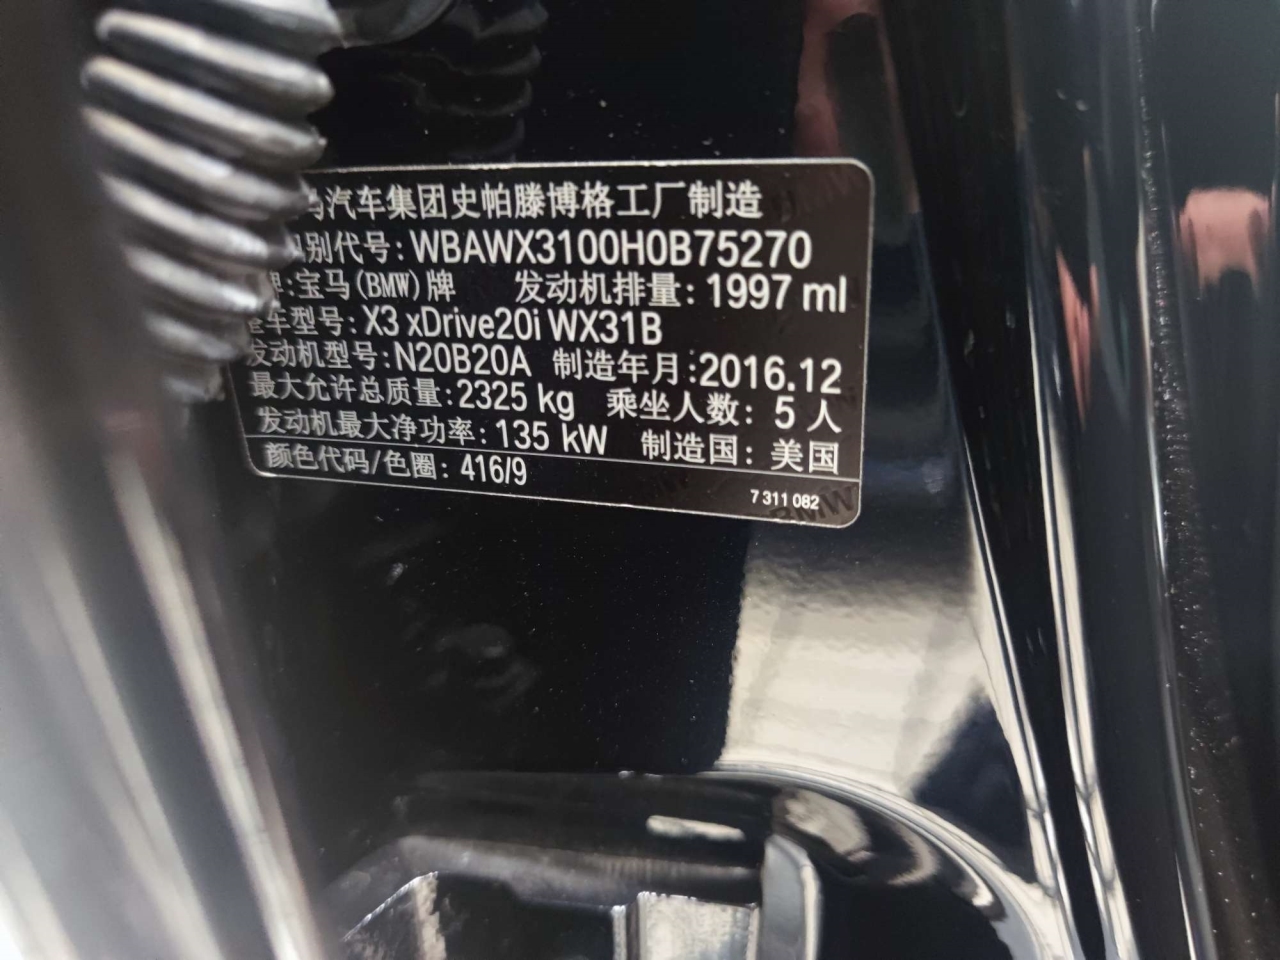 马汽车集团史帕滕博格工厂制造
别代号: WBAWX3100H0B75270
牌:宝马(BMW)牌 发动机排量: 1997 ml
车型号: X3 xDrive20i WX31B
发动机型号: N20B20A 制造年月: 2016.12
最大允许总质量: 2325 kg 乘坐人数: 5 人
发动机最大净功率: 135 kW 制造国: 美国
颜色代码/色圈: 416/9
7 311 082
BMW